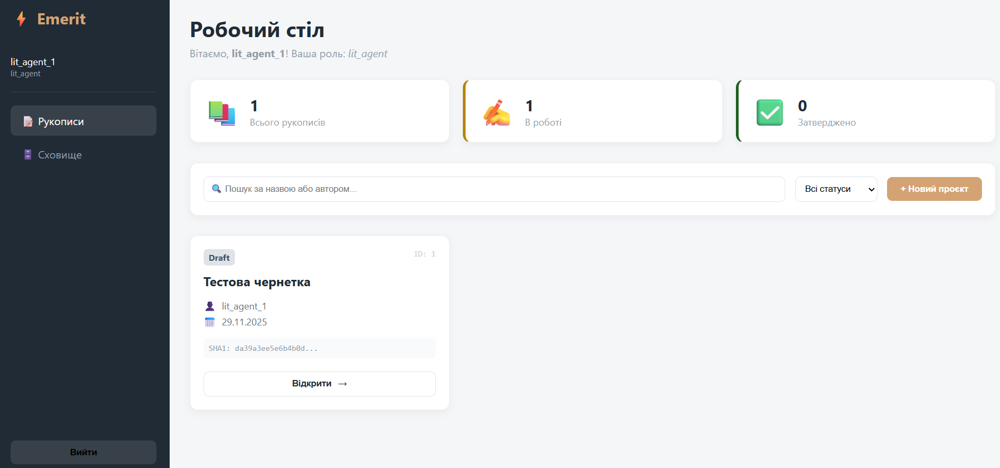 Emerit
lit_agent_1
lit_agent
Рукописи
Сховище
Вийти
Робочий стіл
Вітаємо, lit_agent_1! Ваша роль: lit_agent
1
Всього рукописів
1
В роботі
0
Затверджено
Пошук за назвою або автором...
Всі статуси
+ Новий проєкт
Draft
ID: 1
Тестова чернетка
lit_agent_1
29.11.2025
SHA1: da39a3ee5e6b4b0d...
Відкрити →